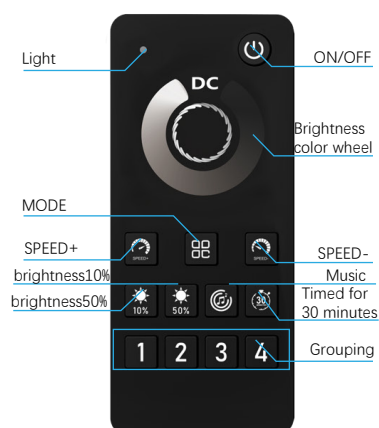 Light
ON/OFF
DC
Brightness
color wheel
MODE
SPEED+
SPEED-
SPEED+
SPEED-
brightness10%
Music
brightness50%
Timed for
30 minutes
10%
50%
30
1 2 3 4
Grouping